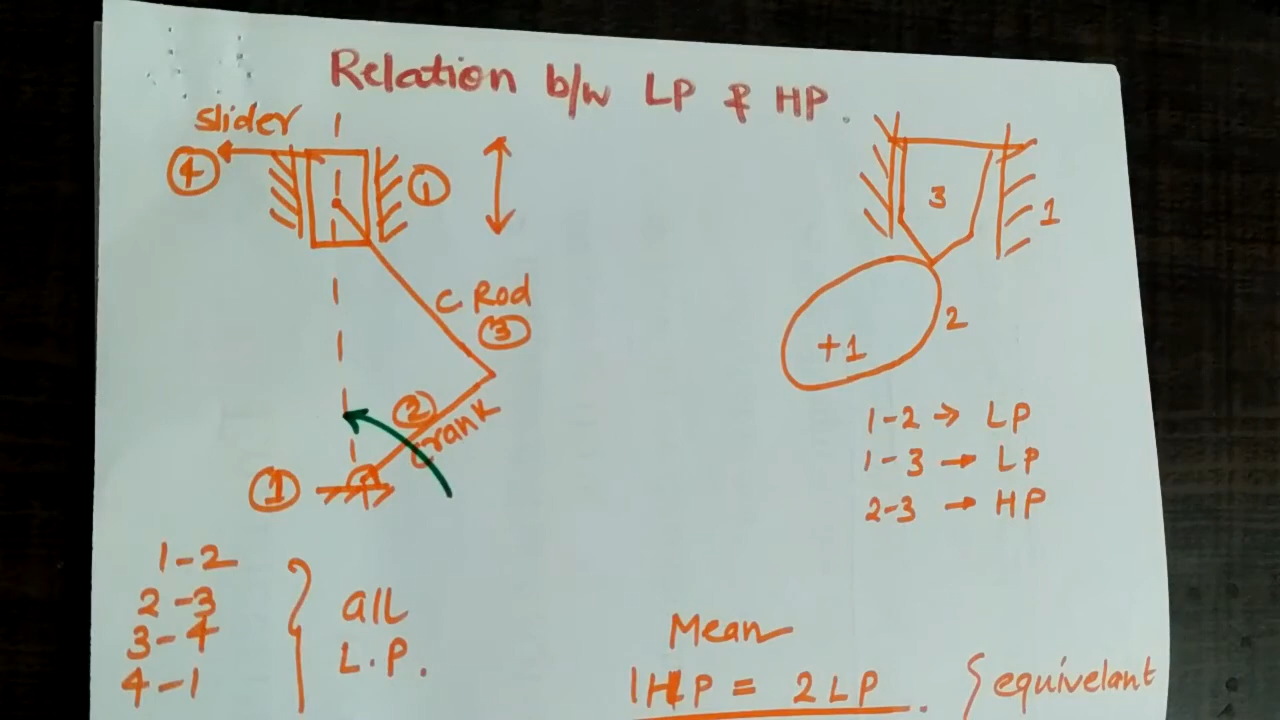 Relation b/w LP & HP.
slider
4
1
C Rod
3
2
crank
1
1-2
2-3
3-4
4-1
all
L.P.
3
1
2
+1
1-2 → LP
1-3 → LP
2-3 → HP
Mean
1HP = 2LP. } equivelant